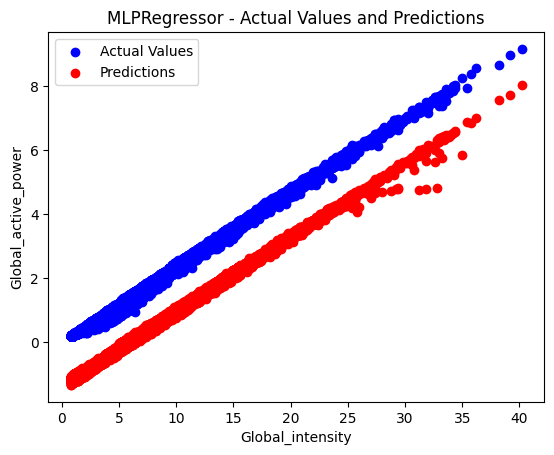 MLPRegressor - Actual Values and Predictions
Actual Values
Predictions
Global_active_power
8
6
4
2
0
0 5 10 15 20 25 30 35 40
Global_intensity